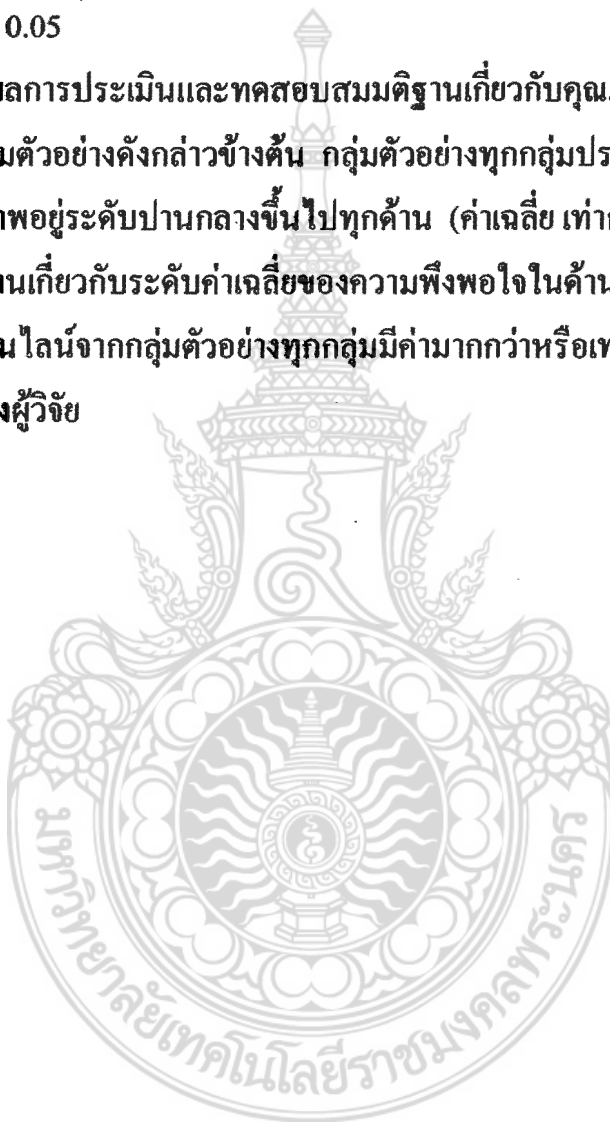 0.05
ลการประเมินและทดสอบสมมติฐานเกี่ยวกับคุณ
มตัวอย่างดังกล่าวข้างต้น กลุ่มตัวอย่างทุกกลุ่มประ
าพอยู่ระดับปานกลางขึ้นไปทุกด้าน (ค่าเฉลี่ย เท่า
านเกี่ยวกับระดับค่าเฉลี่ยของความพึงพอใจในด้าน
นไลน์จากกลุ่มตัวอย่างทุกกลุ่มมีค่ามากกว่าหรือเท
งผู้วิจัย
มหาวิทยาลัยเทคโนโลยีราชมงคลพระนคร